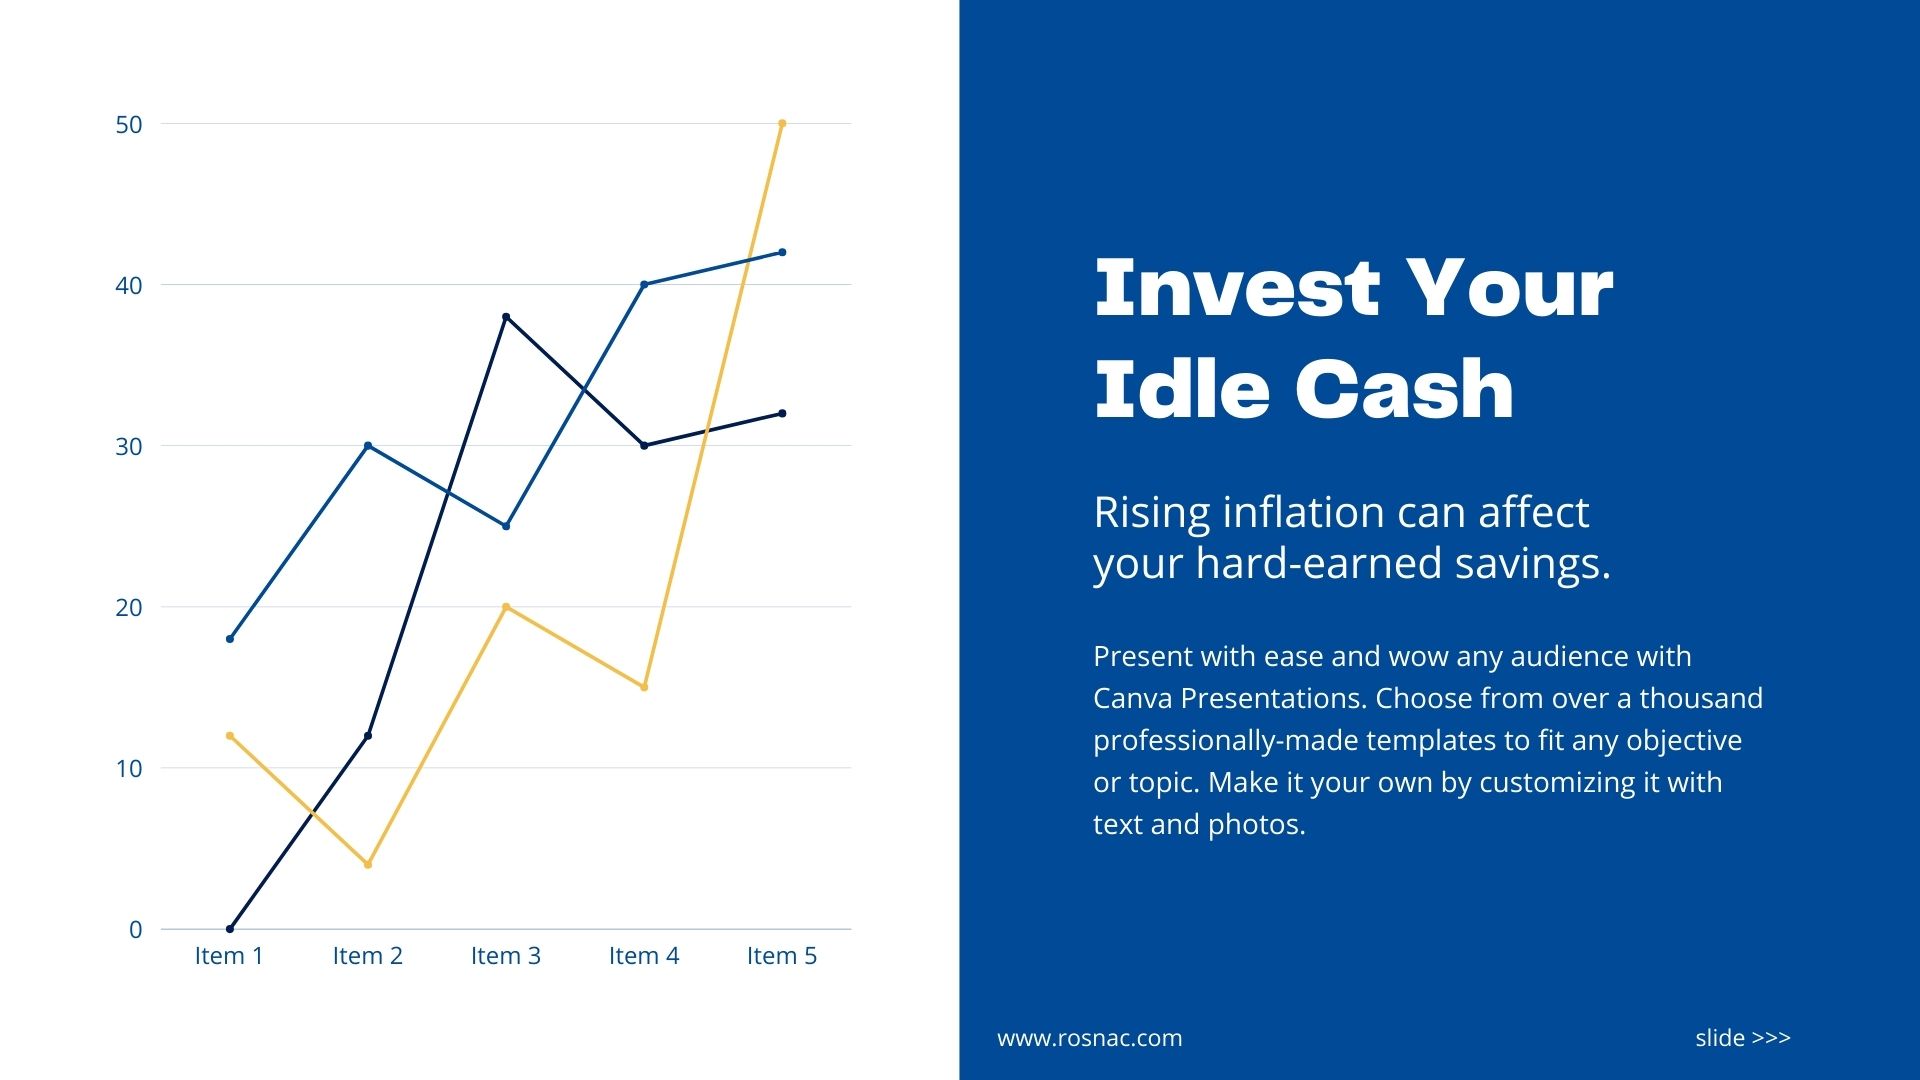 50
40
30
20
10
0
Item 1 Item 2 Item 3 Item 4 Item 5
Invest Your
Idle Cash
Rising inflation can affect
your hard-earned savings.
Present with ease and wow any audience with
Canva Presentations. Choose from over a thousand
professionally-made templates to fit any objective
or topic. Make it your own by customizing it with
text and photos.
www.rosnac.com
slide >>>